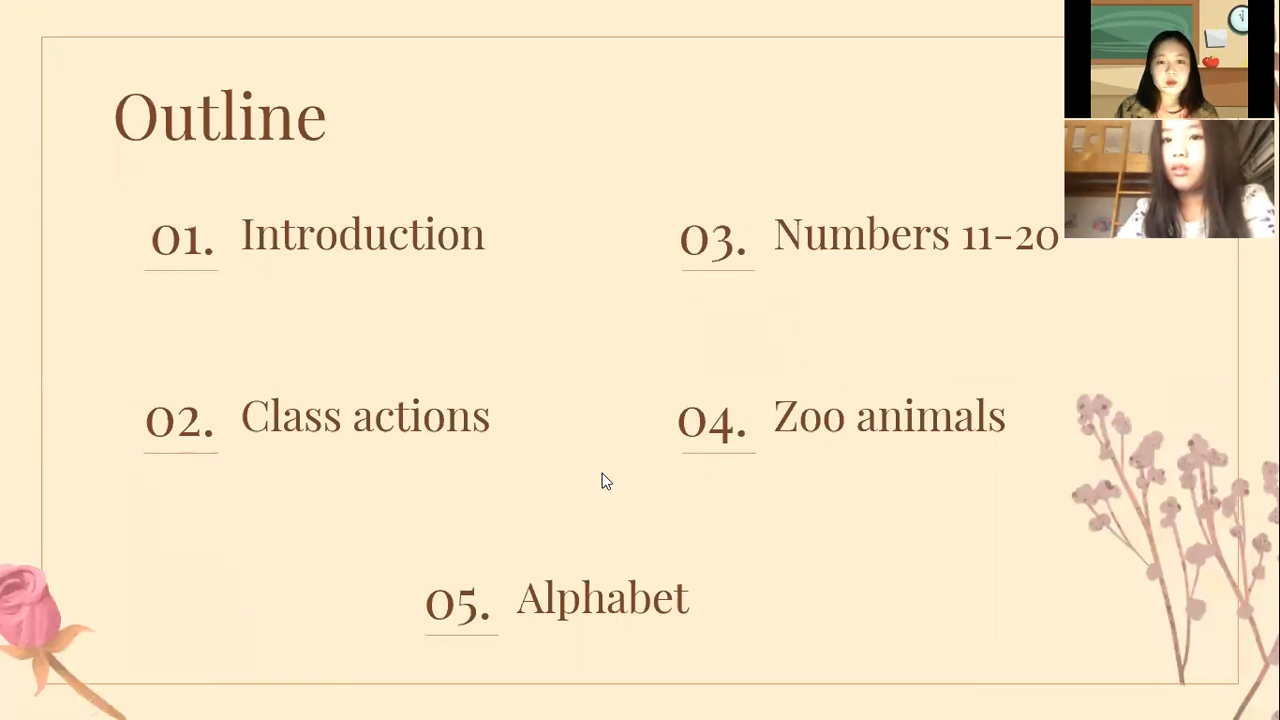 Outline
01. Introduction
02. Class actions
03. Numbers 11-20
04. Zoo animals
05. Alphabet